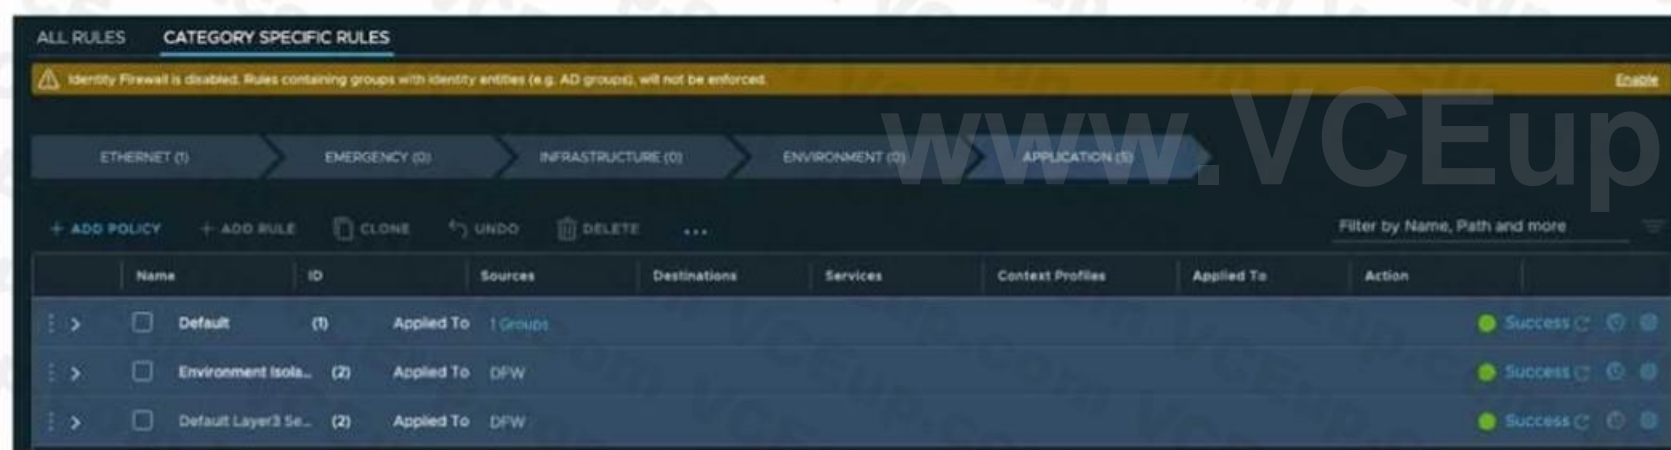 ALL RULES CATEGORY SPECIFIC RULES
Identity Firewall is disabled. Rules containing groups with identity entities (e.g. AD groups), will not be enforced. Enable
www.VCEup
ETHERNET (1) EMERGENCY (0) INFRASTRUCTURE (0) ENVIRONMENT (0) APPLICATION (5)
+ ADD POLICY + ADD RULE CLONE UNDO DELETE ...
Filter by Name, Path and more
Name ID Sources Destinations Services Context Profiles Applied To Action
Default (1) Applied To 1 Groups Success
Environment Isola... (2) Applied To DFW Success
Default Layer3 Se... (2) Applied To DFW Success